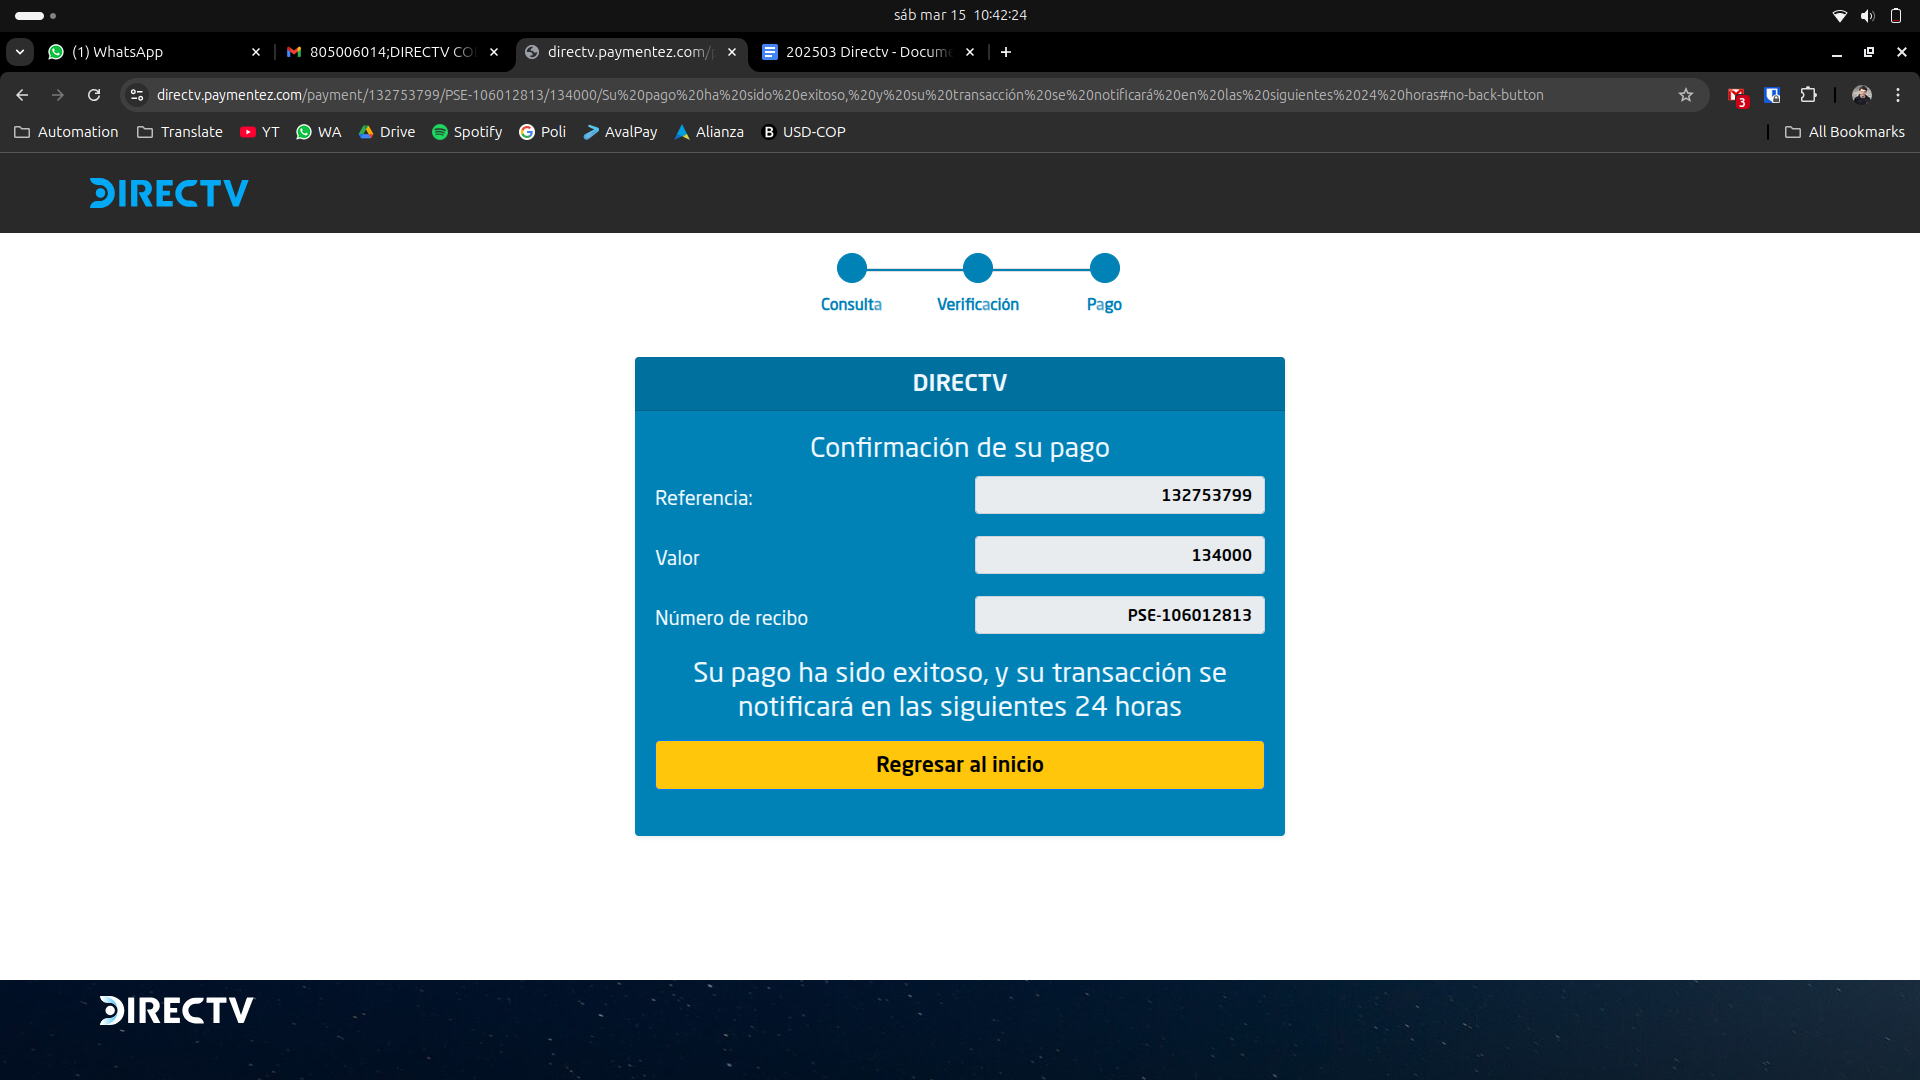 sáb mar 15 10:42:24
(1) WhatsApp
805006014;DIRECTV CO
directv.paymentez.com/
202503 Directv - Docume
directv.paymentez.com/payment/132753799/PSE-106012813/134000/Su%20pago%20ha%20sido%20exitoso,%20y%20su%20transacción%20se%20notificará%20en%20las%20siguientes%2024%20horas#no-back-button
3
Automation
Translate
YT
WA
Drive
Spotify
Poli
AvalPay
Alianza
B USD-COP
All Bookmarks
DIRECTV
Consulta
Verificación
Pago
DIRECTV
Confirmación de su pago
Referencia: 132753799
Valor 134000
Número de recibo PSE-106012813
Su pago ha sido exitoso, y su transacción se
notificará en las siguientes 24 horas
Regresar al inicio
DIRECTV